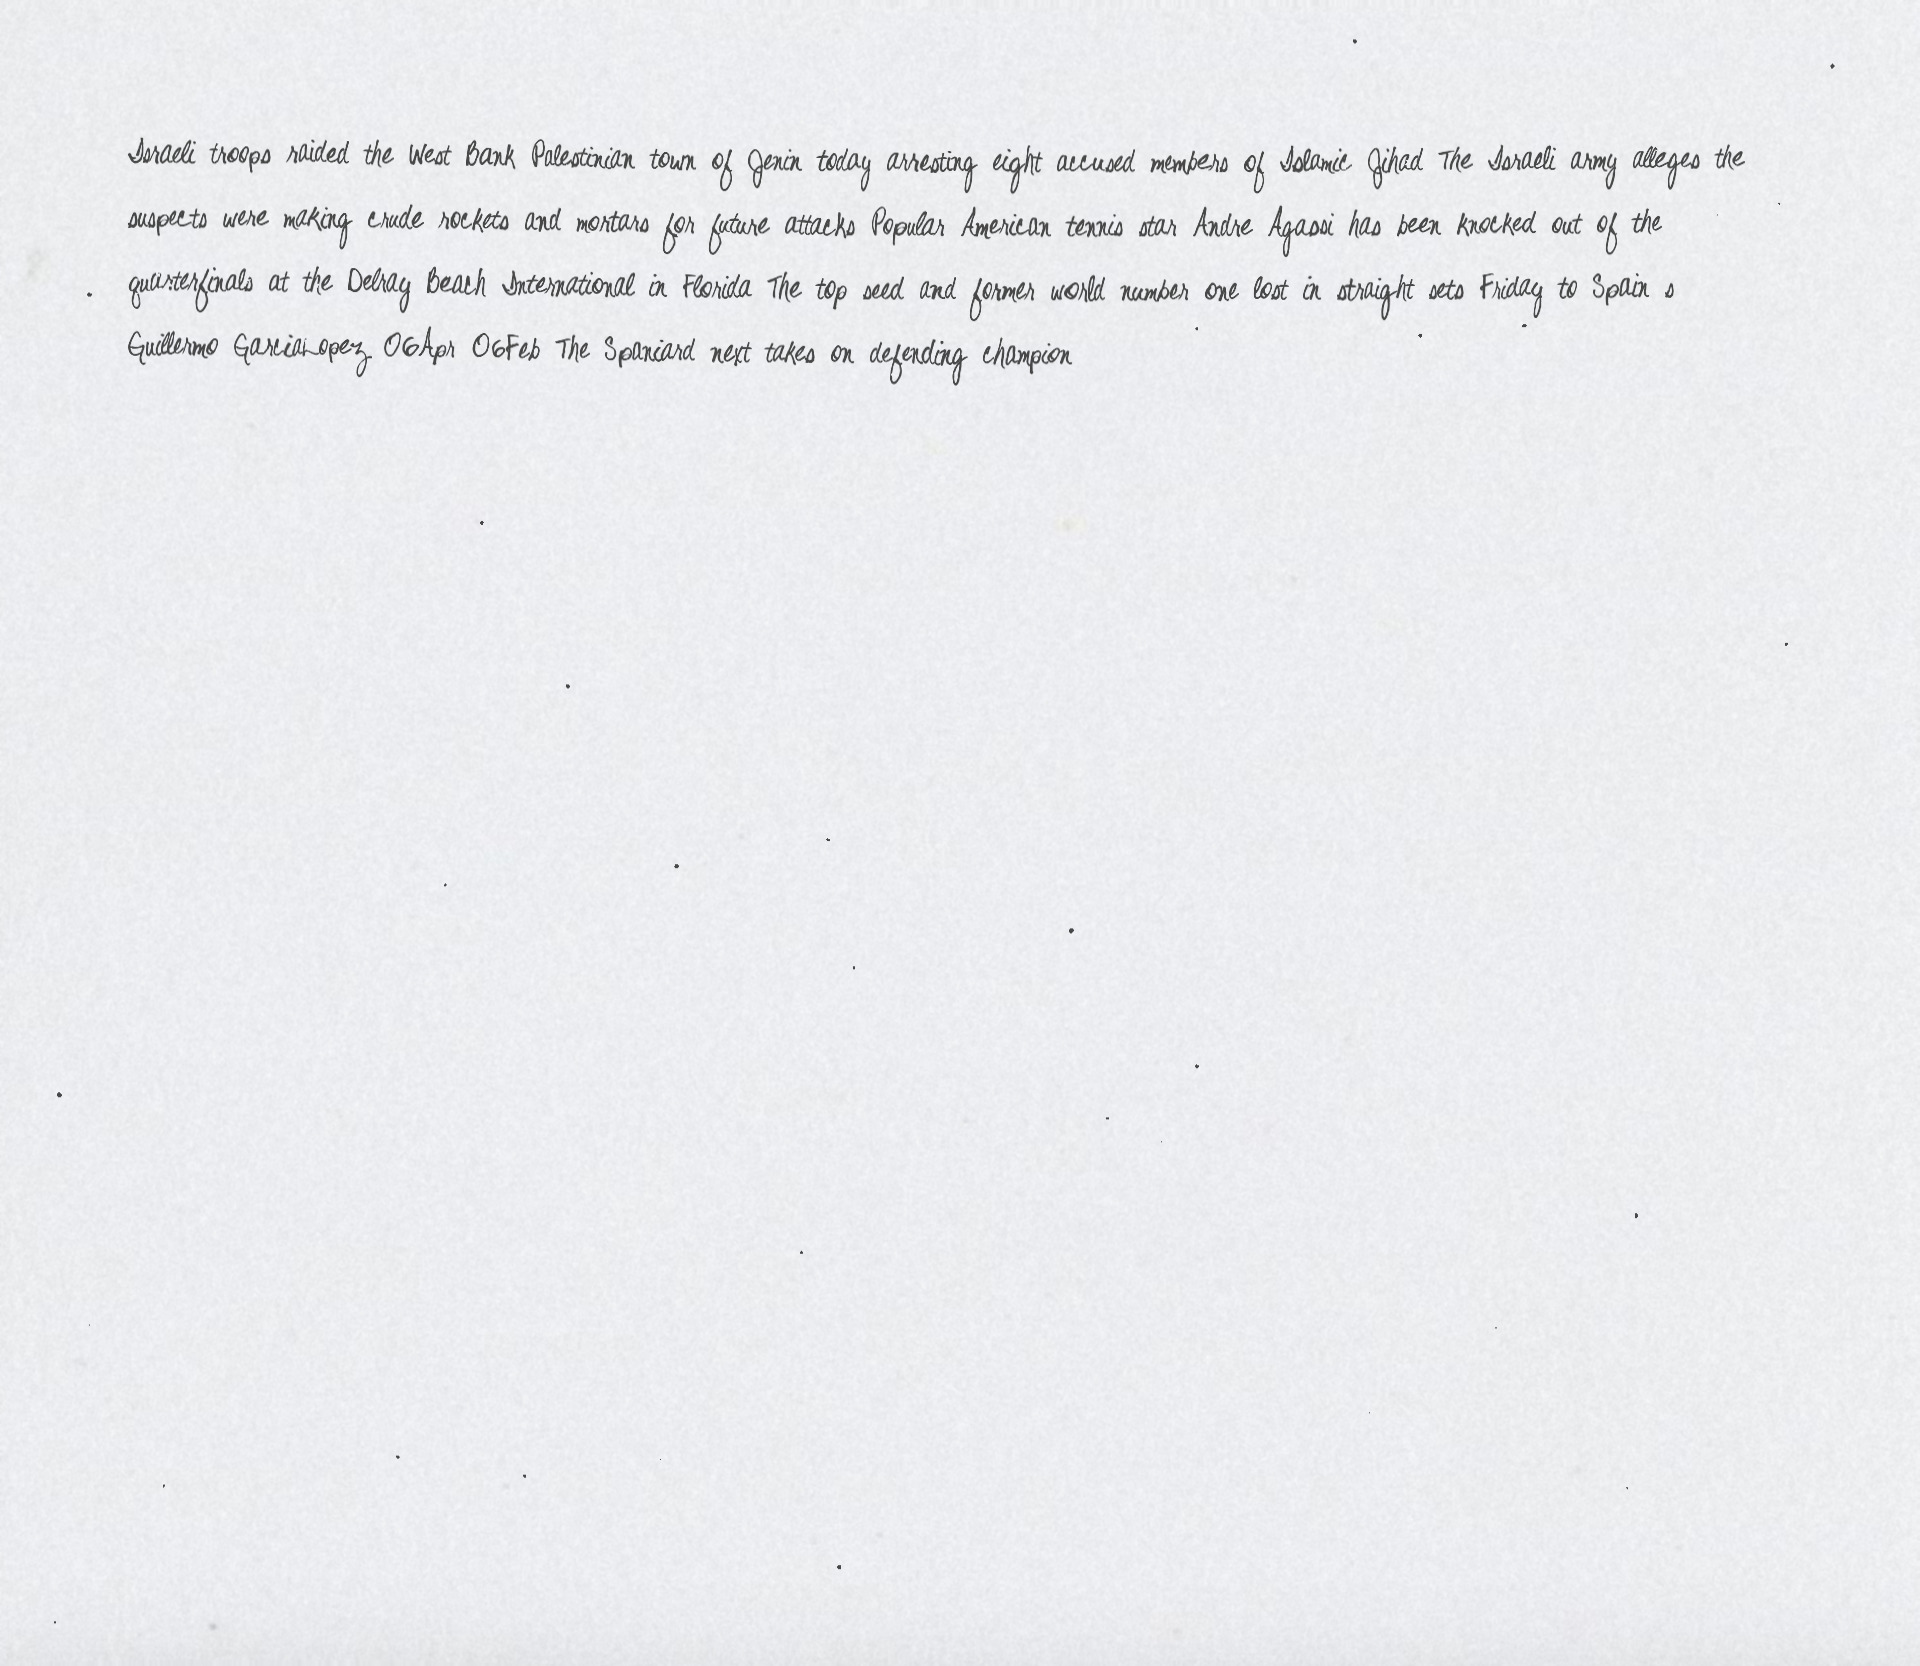 Israeli troops raided the West Bank Palestinian town of Jenin today arresting eight accused members of Islamic Jihad The Israeli army alleges the
suspects were making crude rockets and mortars for future attacks Popular American tennis star Andre Agassi has been knocked out of the
quarterfinals at the Delray Beach International in Florida The top seed and former world number one lost in straight sets Friday to Spain s
Guillermo GarciaLopez 06Apr 06Feb The Spaniard next takes on defending champion